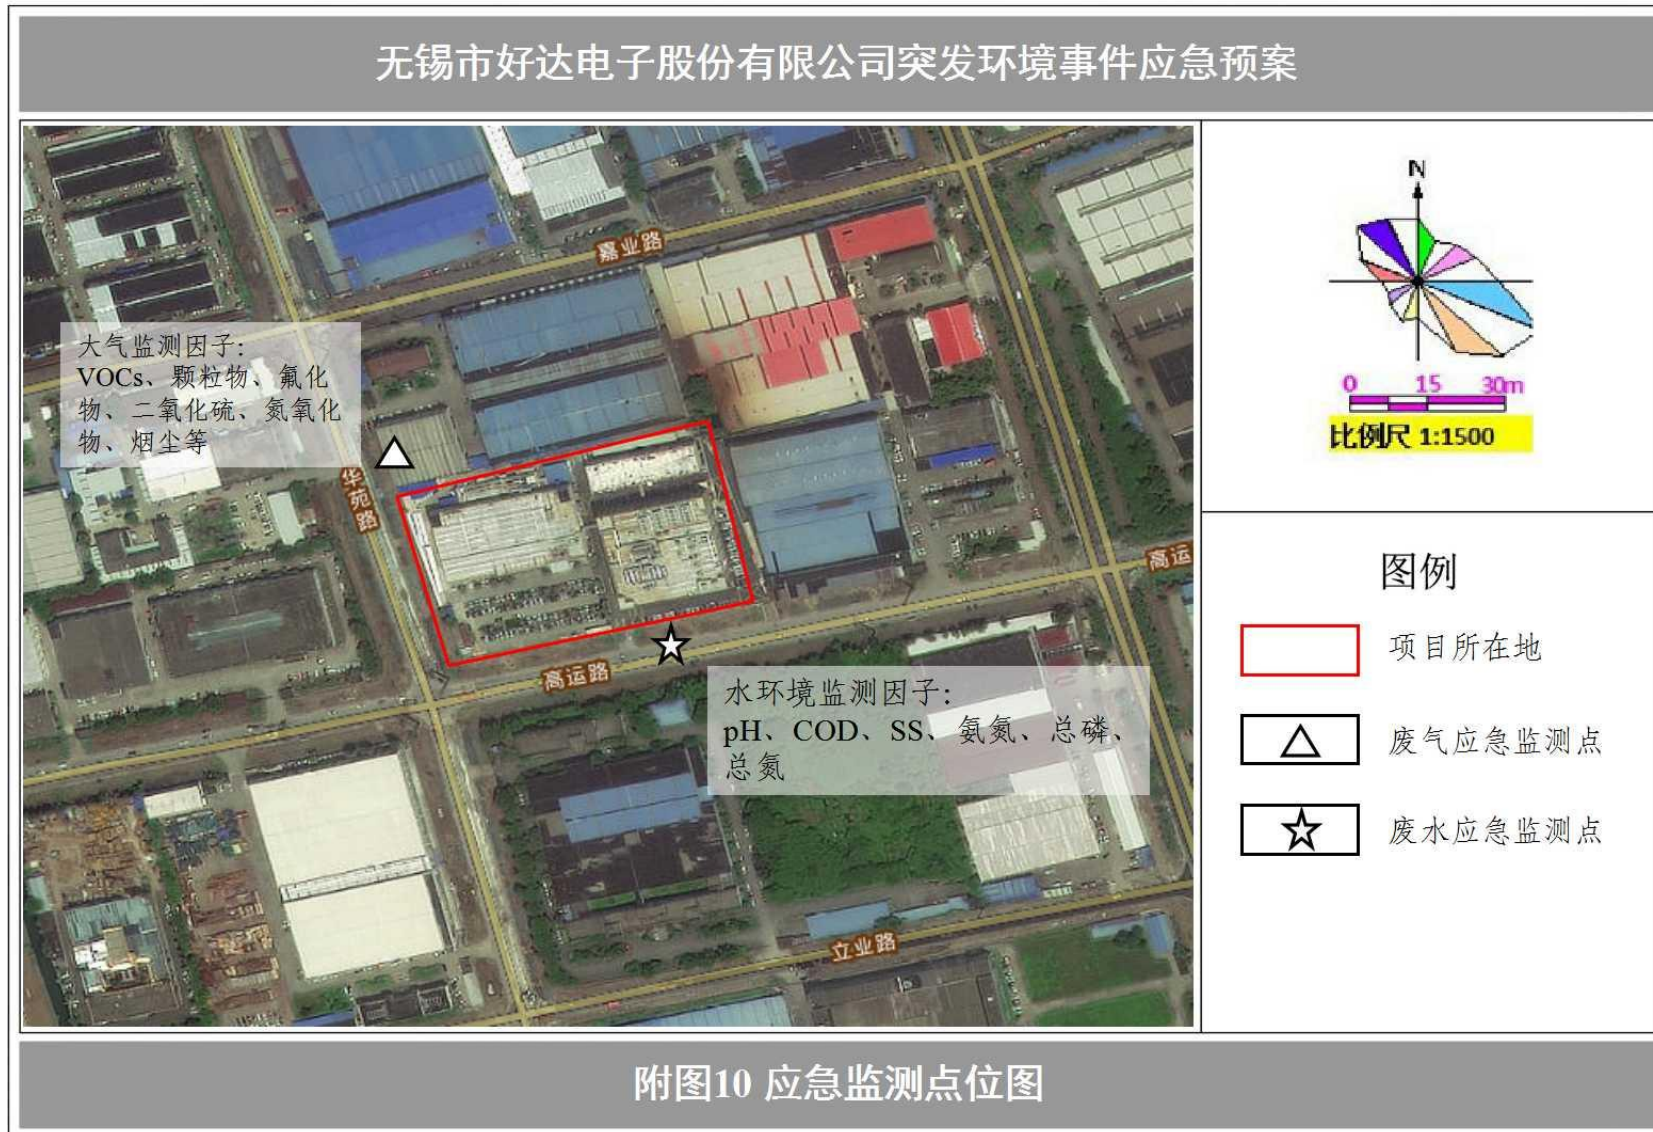 无锡市好达电子股份有限公司突发环境事件应急预案
嘉业路
大气监测因子:
VOCs、颗粒物、氟化
物、二氧化硫、氮氧化
物、烟尘等
华苑路
高运路
高运
水环境监测因子:
pH、COD、SS、氨氮、总磷、
总氮
立业路
N
0 15 30m
比例尺 1:1500
图例
项目所在地
废气应急监测点
废水应急监测点
附图10 应急监测点位图